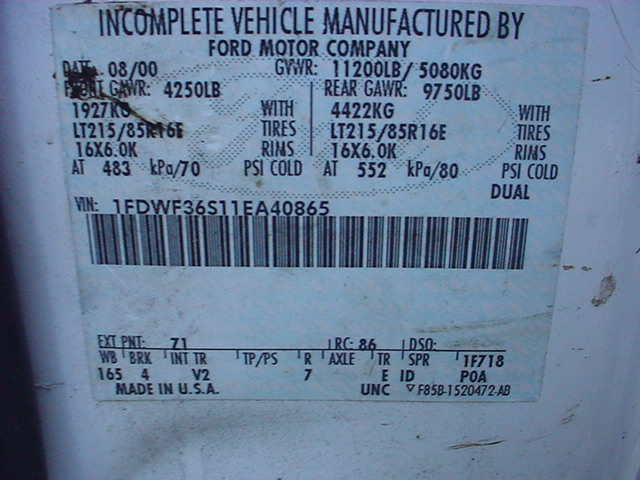 INCOMPLETE VEHICLE MANUFACTURED BY
FORD MOTOR COMPANY
DATE: 08/00 GVWR: 11200LB/ 5080KG
FRONT GAWR: 4250LB REAR GAWR: 9750LB
1927KG WITH 4422KG WITH
LT215/85R16E TIRES LT215/85R16E TIRES
16X6.0K RIMS 16X6.0K RIMS
AT 483 kPa/70 PSI COLD AT 552 kPa/80 PSI COLD
DUAL
VIN: 1FDWF36S11EA40865
EXT PNT: 71 RC: 86 DSO:
WB BRK INT TR TP/PS R AXLE TR SPR 1F718
165 4 V2 7 E ID P0A
MADE IN U.S.A. UNC F85B-1520472-AB